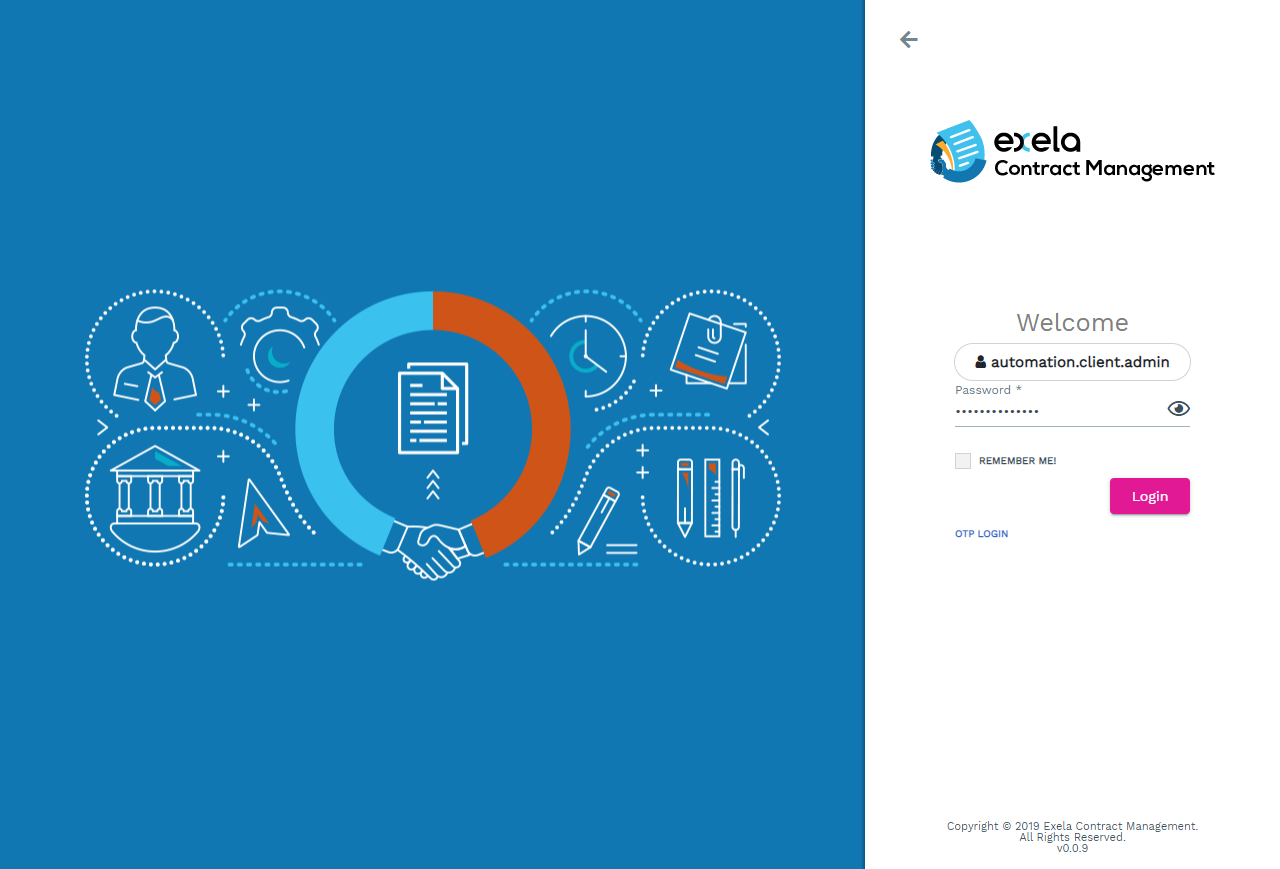 exela
Contract Management
Welcome
automation.client.admin
Password *
••••••••••••••
REMEMBER ME!
Login
OTP LOGIN
Copyright © 2019 Exela Contract Management.
All Rights Reserved.
v0.0.9